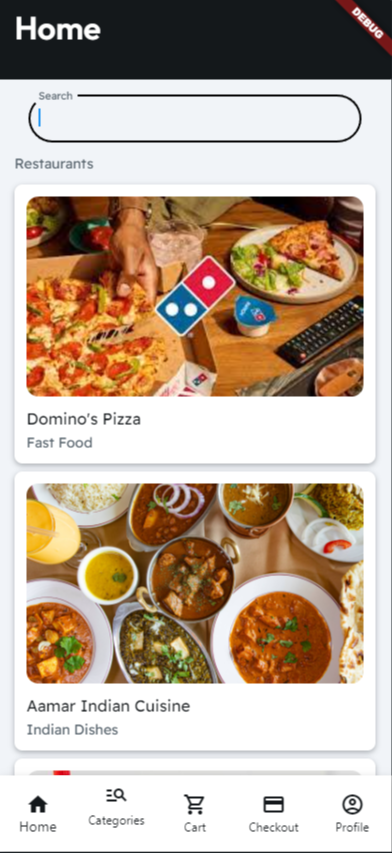 Home
DEBUG
Search
Restaurants
Domino's Pizza
Fast Food
Aamar Indian Cuisine
Indian Dishes
Home
Categories
Cart
Checkout
Profile